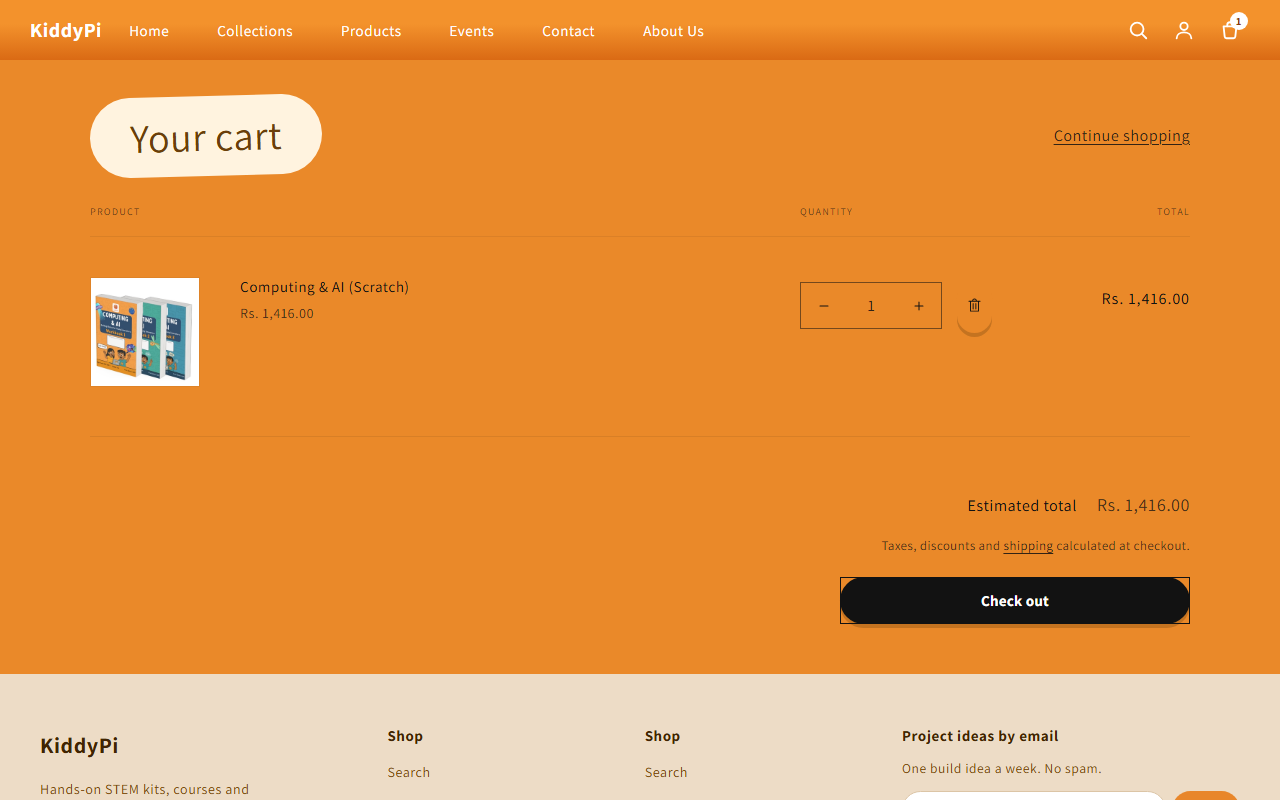 KiddyPi Home Collections Products Events Contact About Us 1
Your cart
Continue shopping
PRODUCT QUANTITY TOTAL
COMPUTING
& AI
Computing & AI (Scratch)
Rs. 1,416.00
1
Rs. 1,416.00
Estimated total Rs. 1,416.00
Taxes, discounts and shipping calculated at checkout.
Check out
KiddyPi
Hands-on STEM kits, courses and
Shop
Search
Shop
Search
Project ideas by email
One build idea a week. No spam.